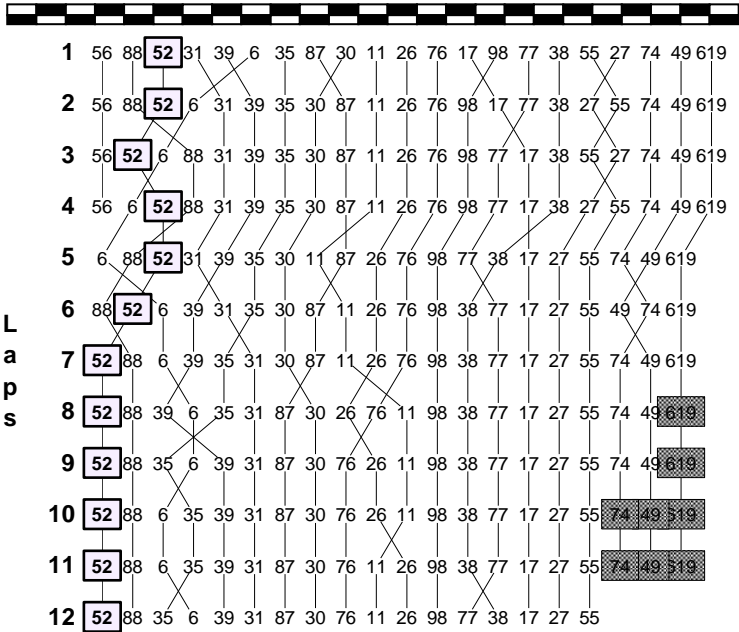 1 56 88 52 31 39 6 35 87 30 11 26 76 17 98 77 38 55 27 74 49 619
2 56 88 52 6 31 39 35 30 87 11 26 76 98 17 77 38 27 55 74 49 619
3 56 52 6 88 31 39 35 30 87 11 26 76 98 77 17 38 55 27 74 49 619
4 56 6 52 88 31 39 35 30 87 11 26 76 98 77 17 38 27 55 74 49 619
5 6 88 52 31 39 35 30 11 87 26 76 98 77 38 17 27 55 74 49 619
6 88 52 6 39 31 35 30 87 11 26 76 98 38 77 17 27 55 49 74 619
7 52 88 6 39 35 31 30 87 11 26 76 98 38 77 17 27 55 74 49 619
8 52 88 39 6 35 31 87 30 26 76 11 98 38 77 17 27 55 74 49 619
9 52 88 35 6 39 31 87 30 76 26 11 98 38 77 17 27 55 74 49 619
10 52 88 6 35 39 31 87 30 76 26 11 98 38 77 17 27 55 74 49 619
11 52 88 6 35 39 31 87 30 76 11 26 98 38 77 17 27 55 74 49 619
12 52 88 35 6 39 31 87 30 76 11 26 98 77 38 17 27 55
Laps